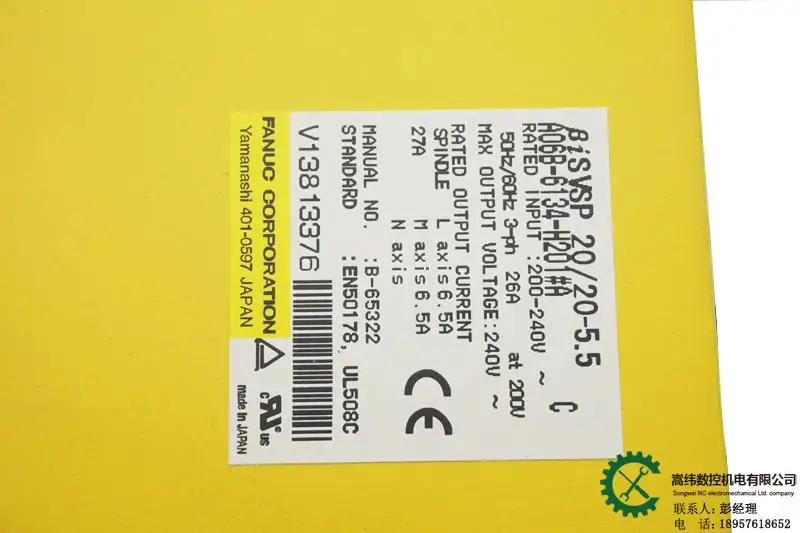 βiSVSP 20/20-5.5 C
A06B-6134-H201#A
RATED INPUT :200-240V ~
50Hz/60Hz 3-ph 26A at 200V
MAX OUTPUT VOLTAGE:240V ~
RATED OUTPUT CURRENT
SPINDLE L axis6.5A
27A M axis6.5A
N axis
MANUAL NO. :B-65322
STANDARD :EN50178, UL508C
CE
V13813376
FANUC CORPORATION
Yamanashi 401-0597 JAPAN
c UL US
made in JAPAN
嵩纬数控机电有限公司
Songwei NC electromechanical Ltd. company
联系人:彭经理
电 话:18957618652